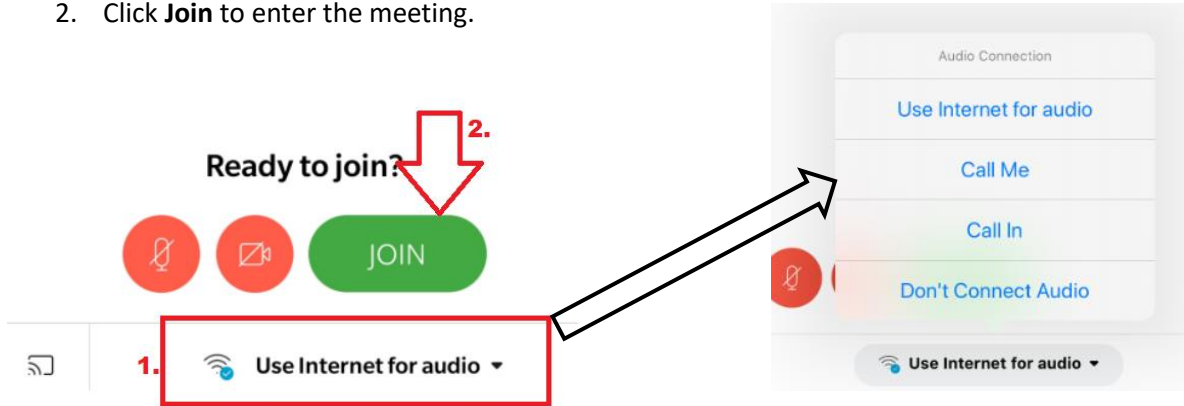 2. Click Join to enter the meeting.
2.
Ready to join?
JOIN
1.
Use Internet for audio
Audio Connection
Use Internet for audio
Call Me
Call In
Don't Connect Audio
Use Internet for audio